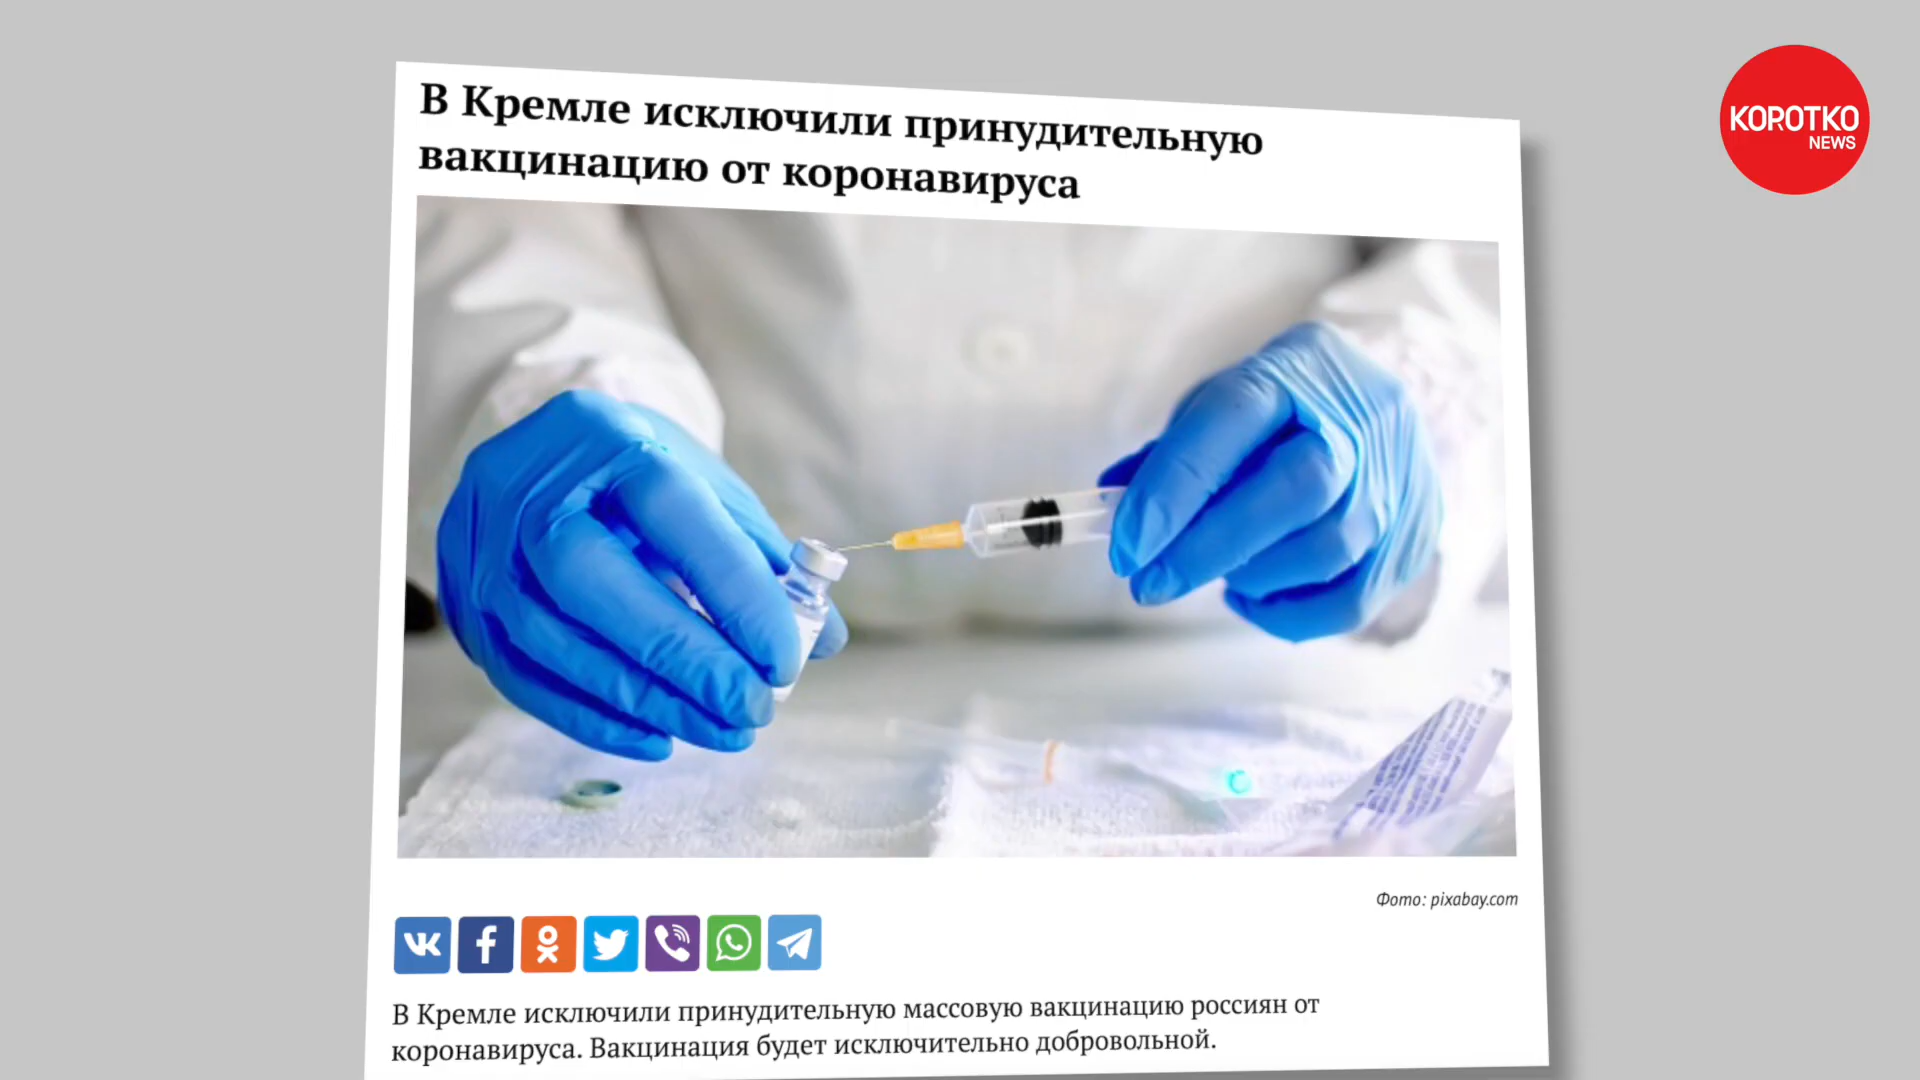 В Кремле исключили принудительную
вакцинацию от коронавируса
КОРОТКО
NEWS
Фото: pixabay.com
В Кремле исключили принудительную массовую вакцинацию россиян от
коронавируса. Вакцинация будет исключительно добровольной.